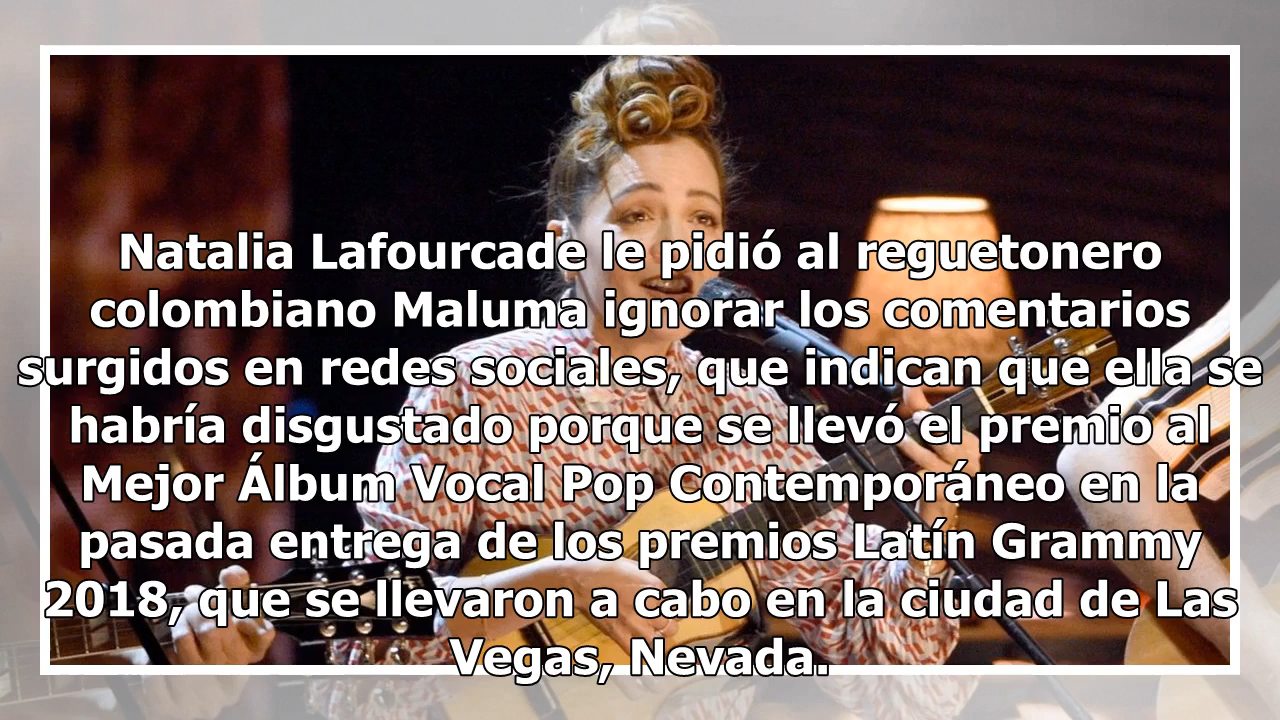 Natalia Lafourcade le pidió al reguetonero
colombiano Maluma ignorar los comentarios
surgidos en redes sociales, que indican que ella se
habría disgustado porque se llevó el premio al
Mejor Álbum Vocal Pop Contemporáneo en la
pasada entrega de los premios Latín Grammy
2018, que se llevaron a cabo en la ciudad de Las
Vegas, Nevada.